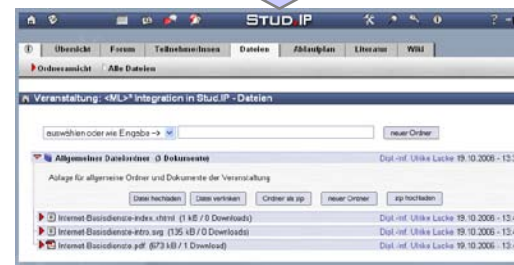 STUD.IP ?
Übersicht Forum TeilnehmerInnen Dateien Ablaufplan Literatur Wiki
Ordneransicht Alle Dateien
Veranstaltung: <ML>³ Integration in Stud.IP - Dateien
auswählen oder wie Eingabe --> neuer Ordner
Allgemeiner Dateiordner (3 Dokumente) Dipl.-Inf. Ulrike Lucke 19.10.2006 - 13:
Ablage für allgemeine Ordner und Dokumente der Veranstaltung
Datei hochladen Datei verlinken Ordner als zip neuer Ordner zip hochladen
Internet-Basisdienste-index.xhtml (1 kB / 0 Downloads) Dipl.-Inf. Ulrike Lucke 19.10.2006 - 13:
Internet-Basisdienste-intro.svg (135 kB / 0 Downloads) Dipl.-Inf. Ulrike Lucke 19.10.2006 - 13:
Internet-Basisdienste.pdf (673 kB / 1 Download) Dipl.-Inf. Ulrike Lucke 19.10.2006 - 13: